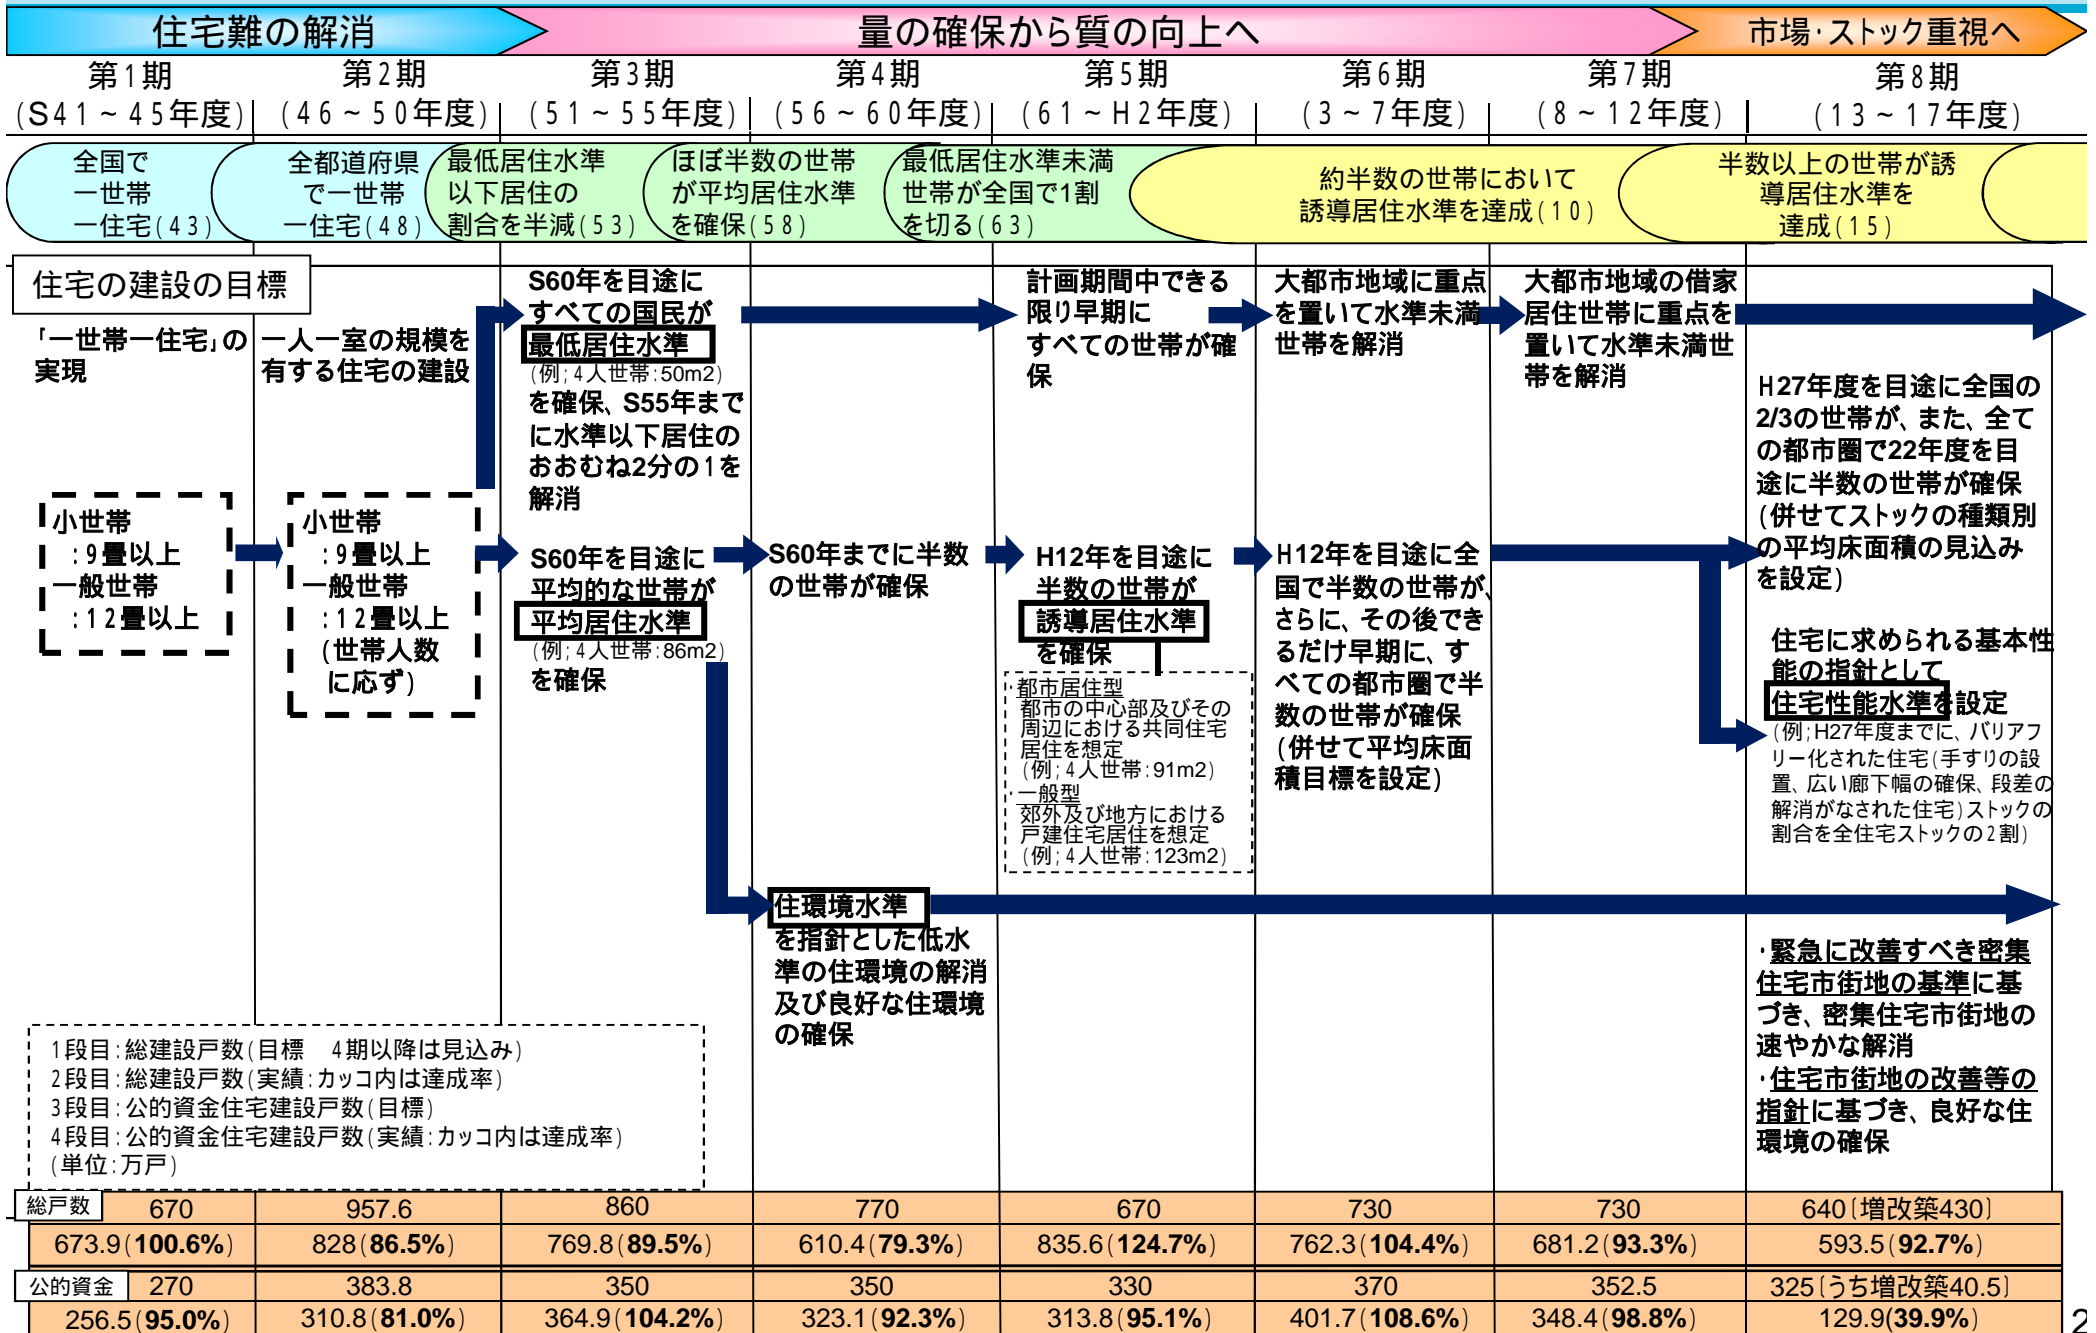 住宅難の解消
量の確保から質の向上へ
市場・ストック重視へ
第1期
(S41～45年度)
第2期
(46～50年度)
第3期
(51～55年度)
第4期
(56～60年度)
第5期
(61～H2年度)
第6期
(3～7年度)
第7期
(8～12年度)
第8期
(13～17年度)
全国で
一世帯
一住宅(43)
全都道府県
で一世帯
一住宅(48)
最低居住水準
以下居住の
割合を半減(53)
ほぼ半数の世帯
が平均居住水準
を確保(58)
最低居住水準未満
世帯が全国で1割
を切る(63)
約半数の世帯において
誘導居住水準を達成(10)
半数以上の世帯が誘
導居住水準を
達成(15)
住宅の建設の目標
「一世帯一住宅」の
実現
一人一室の規模を
有する住宅の建設
S60年を目途に
すべての国民が
最低居住水準
(例;4人世帯:50m2)
を確保、S55年まで
に水準以下居住の
おおむね2分の1を
解消
計画期間中できる
限り早期に
すべての世帯が確
保
大都市地域に重点
を置いて水準未満
世帯を解消
大都市地域の借家
居住世帯に重点を
置いて水準未満世
帯を解消
H27年度を目途に全国の
2/3の世帯が、また、全て
の都市圏で22年度を目
途に半数の世帯が確保
(併せてストックの種類別
の平均床面積の見込み
を設定)
小世帯
:9畳以上
一般世帯
:12畳以上
小世帯
:9畳以上
一般世帯
:12畳以上
(世帯人数
に応ず)
S60年を目途に
平均的な世帯が
平均居住水準
(例;4人世帯:86m2)
を確保
S60年までに半数
の世帯が確保
H12年を目途に
半数の世帯が
誘導居住水準
を確保
・都市居住型
都市の中心部及びその
周辺における共同住宅
居住を想定
(例;4人世帯:91m2)
・一般型
郊外及び地方における
戸建住宅居住を想定
(例;4人世帯:123m2)
H12年を目途に全
国で半数の世帯が、
さらに、その後でき
るだけ早期に、す
べての都市圏で半
数の世帯が確保
(併せて平均床面
積目標を設定)
住宅に求められる基本性
能の指針として
住宅性能水準を設定
(例;H27年度までに、バリアフ
リー化された住宅(手すりの設
置、広い廊下幅の確保、段差の
解消がなされた住宅)ストックの
割合を全住宅ストックの2割)
住環境水準
を指針とした低水
準の住環境の解消
及び良好な住環境
の確保
・緊急に改善すべき密集
住宅市街地の基準に基
づき、密集住宅市街地の
速やかな解消
・住宅市街地の改善等の
指針に基づき、良好な住
環境の確保
1段目:総建設戸数(目標　4期以降は見込み)
2段目:総建設戸数(実績:カッコ内は達成率)
3段目:公的資金住宅建設戸数(目標)
4段目:公的資金住宅建設戸数(実績:カッコ内は達成率)
(単位:万戸)
総戸数 670 957.6 860 770 670 730 730 640〔増改築430〕
673.9(100.6%) 828(86.5%) 769.8(89.5%) 610.4(79.3%) 835.6(124.7%) 762.3(104.4%) 681.2(93.3%) 593.5(92.7%)
公的資金 270 383.8 350 350 330 370 352.5 325〔うち増改築40.5〕
256.5(95.0%) 310.8(81.0%) 364.9(104.2%) 323.1(92.3%) 313.8(95.1%) 401.7(108.6%) 348.4(98.8%) 129.9(39.9%)
2